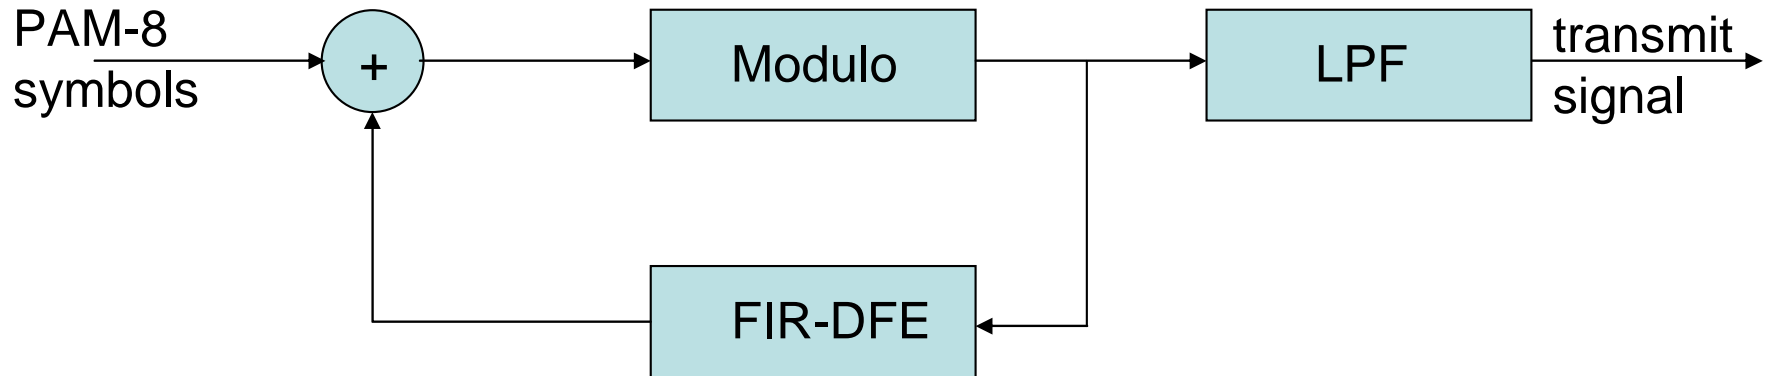 PAM-8
symbols
+
Modulo
LPF
transmit
signal
FIR-DFE